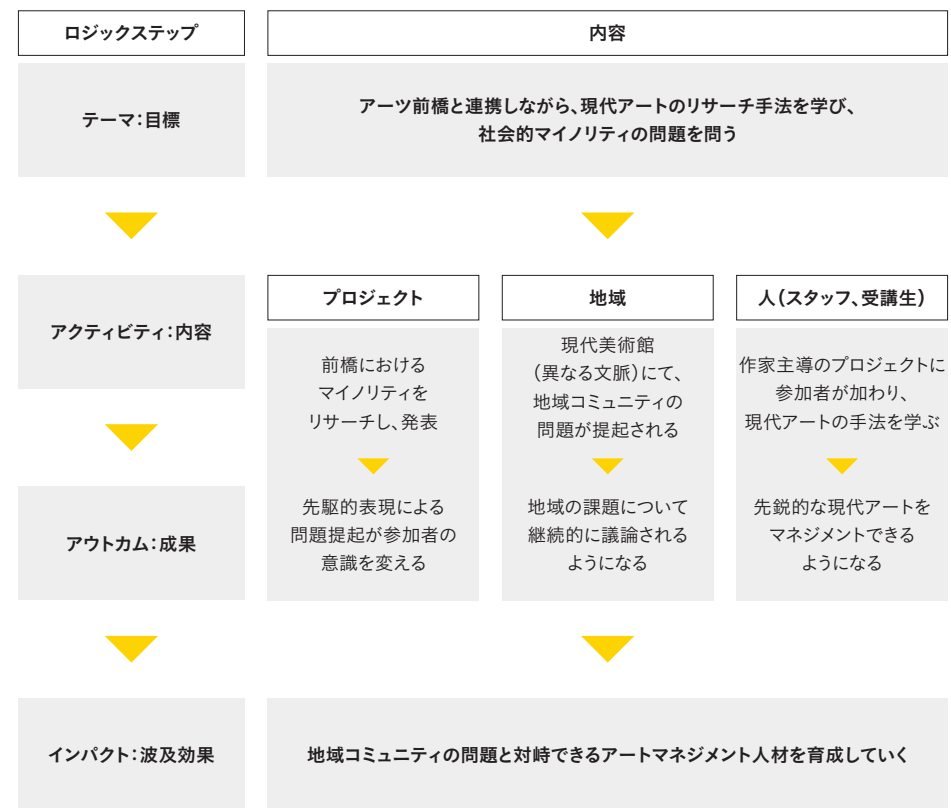 ロジックステップ
内容
テーマ：目標
アーツ前橋と連携しながら、現代アートのリサーチ手法を学び、
社会的マイノリティの問題を問う
アクティビティ：内容
プロジェクト
前橋における
マイノリティを
リサーチし、発表
地域
現代美術館
（異なる文脈）にて、
地域コミュニティの
問題が提起される
人（スタッフ、受講生）
作家主導のプロジェクトに
参加者が加わり、
現代アートの手法を学ぶ
アウトカム：成果
先駆的表現による
問題提起が参加者の
意識を変える
地域の課題について
継続的に議論される
ようになる
先鋭的な現代アートを
マネジメントできる
ようになる
インパクト：波及効果
地域コミュニティの問題と対峙できるアートマネジメント人材を育成していく